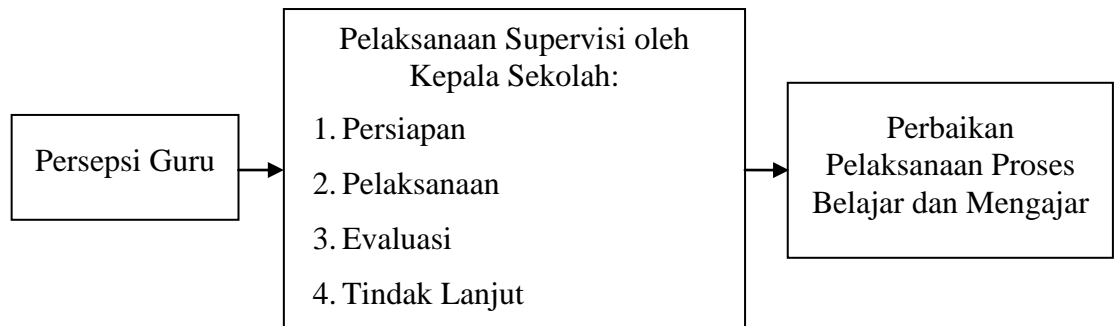 Persepsi Guru
Pelaksanaan Supervisi oleh
Kepala Sekolah:
1. Persiapan
2. Pelaksanaan
3. Evaluasi
4. Tindak Lanjut
Perbaikan
Pelaksanaan Proses
Belajar dan Mengajar